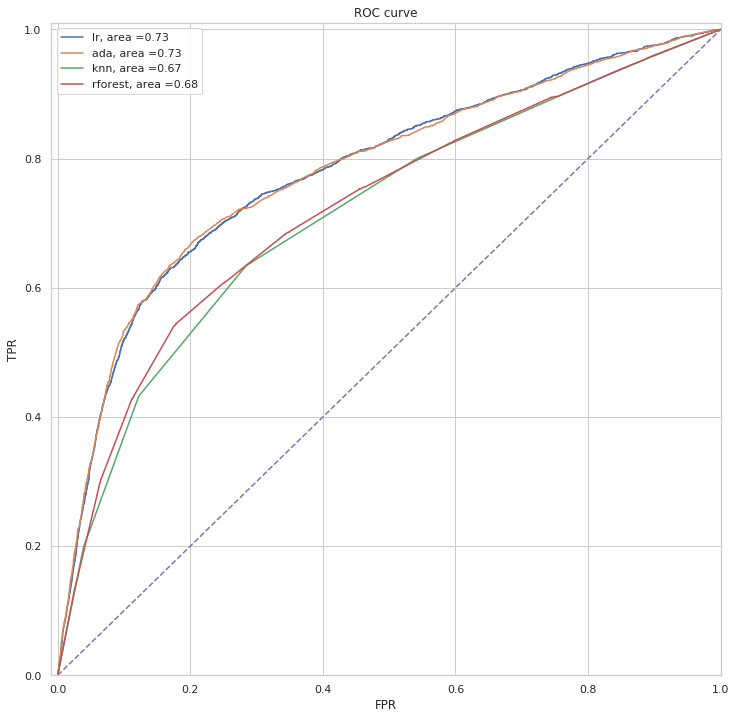 ROC curve
lr, area =0.73
ada, area =0.73
knn, area =0.67
rforest, area =0.68
1.0
0.8
0.6
0.4
0.2
0.0
TPR
0.0 0.2 0.4 0.6 0.8 1.0
FPR